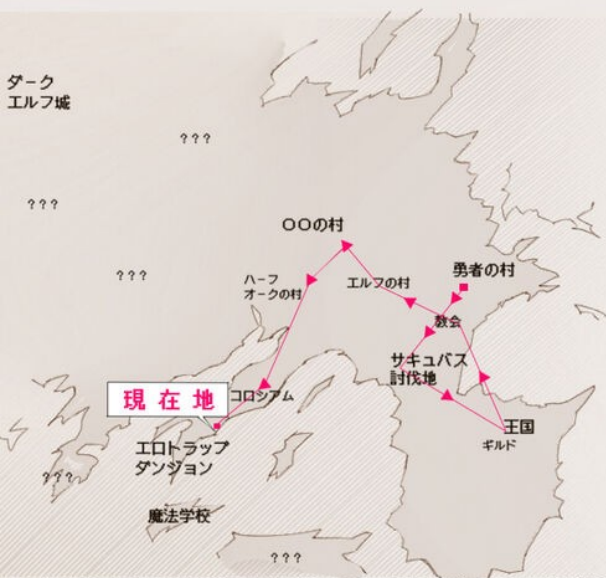 ダーク
エルフ城
???
???
〇〇の村
???
ハーフ
オークの村
エルフの村
勇者の村
教会
サキュバス
討伐地
現在地
コロシアム
王国
ギルド
エロトラップ
ダンジョン
???
魔法学校
???